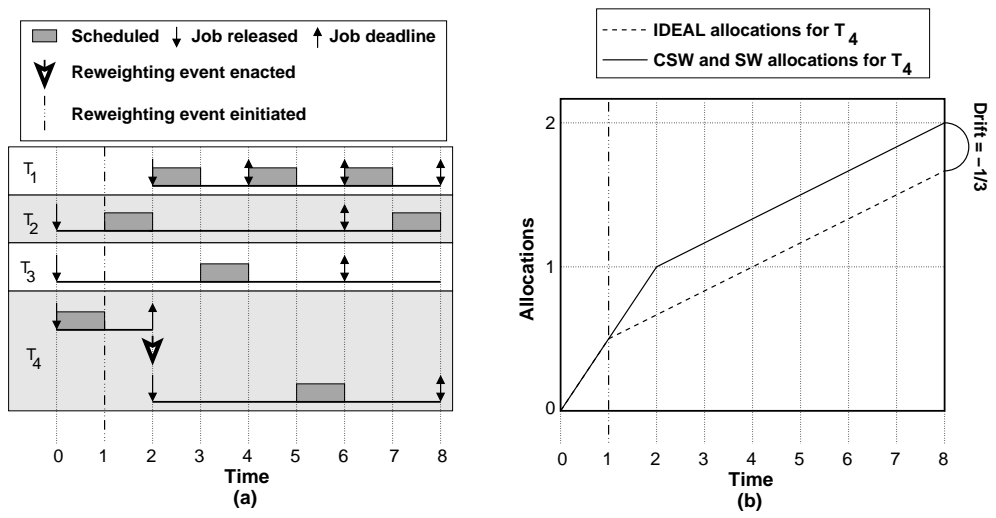 Scheduled Job released Job deadline
Reweighting event enacted
Reweighting event einitiated
T1
T2
T3
T4
0 1 2 3 4 5 6 7 8
Time
(a)
IDEAL allocations for T4
CSW and SW allocations for T4
Drift = −1/3
Allocations
2
1
0
0 1 2 3 4 5 6 7 8
Time
(b)